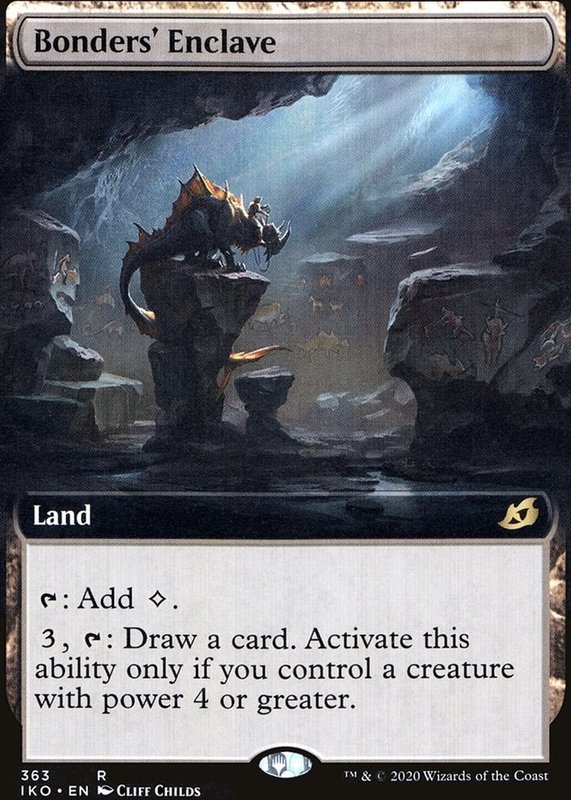 Bonders' Enclave
Land
: Add .
3, : Draw a card. Activate this
ability only if you control a creature
with power 4 or greater.
363 R
IKO • EN Cliff Childs
™ & © 2020 Wizards of the Coast